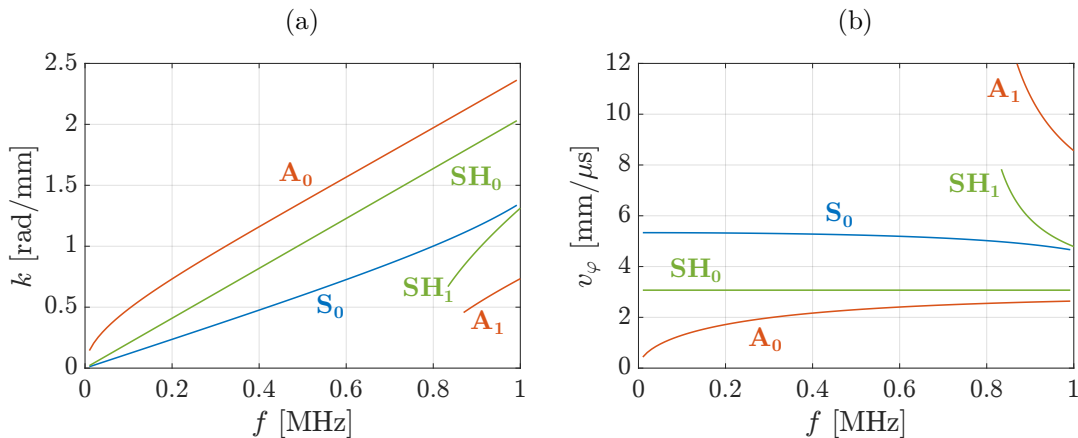 (a)
2.5
2
1.5
1
0.5
0
k [rad/mm]
A₀
SH₀
S₀
SH₁
A₁
0
0.2
0.4
0.6
0.8
1
f [MHz]
(b)
12
10
8
6
4
2
0
vᵩ [mm/μs]
A₁
SH₁
S₀
SH₀
A₀
0
0.2
0.4
0.6
0.8
1
f [MHz]